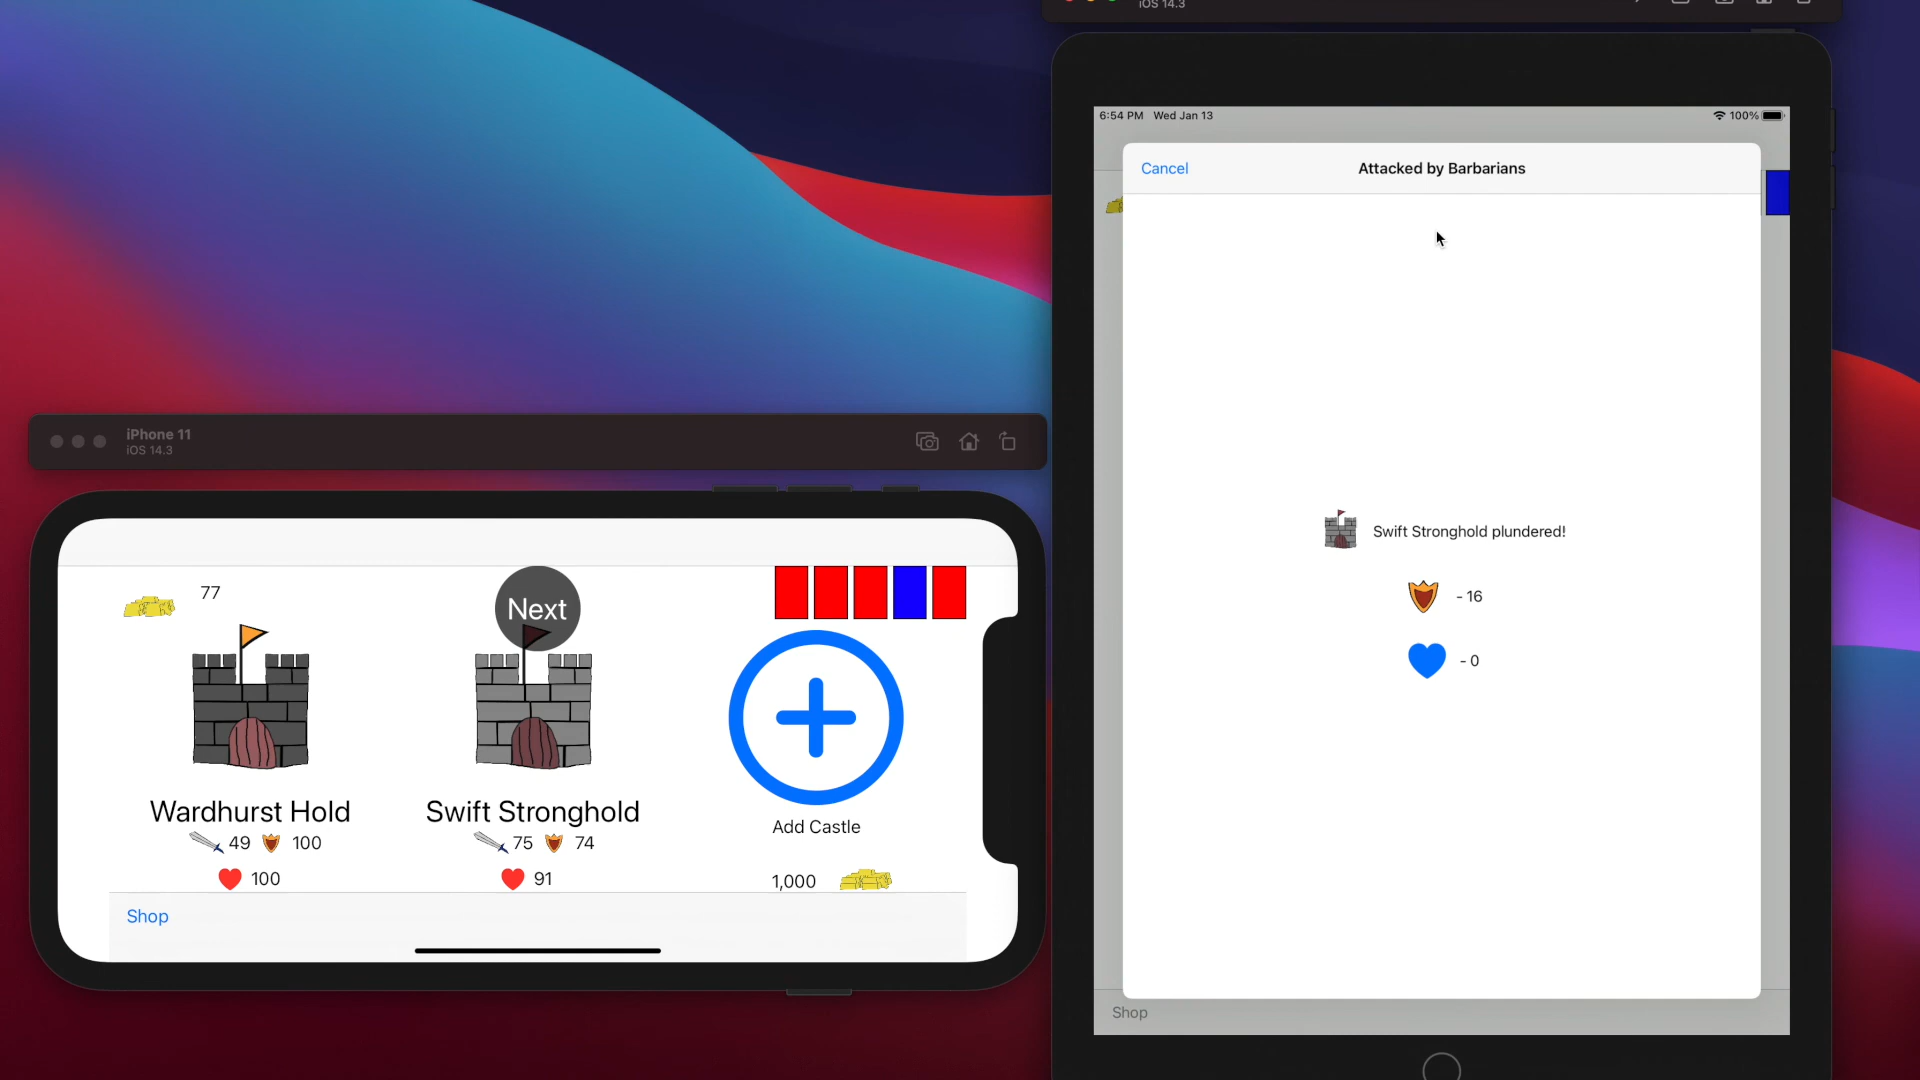 iOS 14.3
6:54 PM Wed Jan 13
100%
Cancel
Attacked by Barbarians
Swift Stronghold plundered!
- 16
- 0
Shop
iPhone 11
iOS 14.3
77
Next
Wardhurst Hold
49 100
100
Swift Stronghold
75 74
91
Add Castle
1,000
Shop